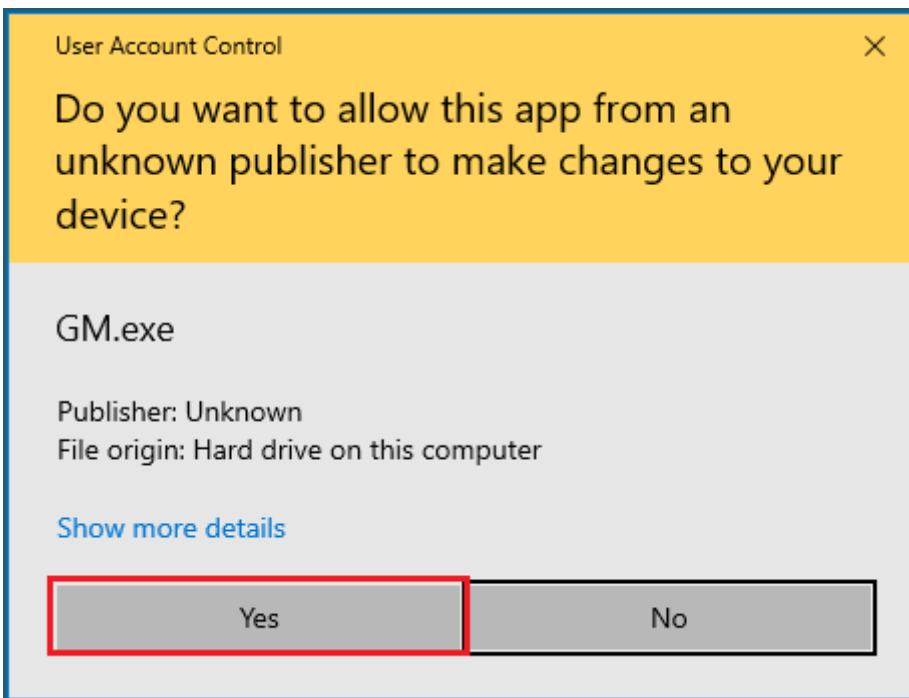 User Account Control
Do you want to allow this app from an
unknown publisher to make changes to your
device?
GM.exe
Publisher: Unknown
File origin: Hard drive on this computer
Show more details
Yes
No